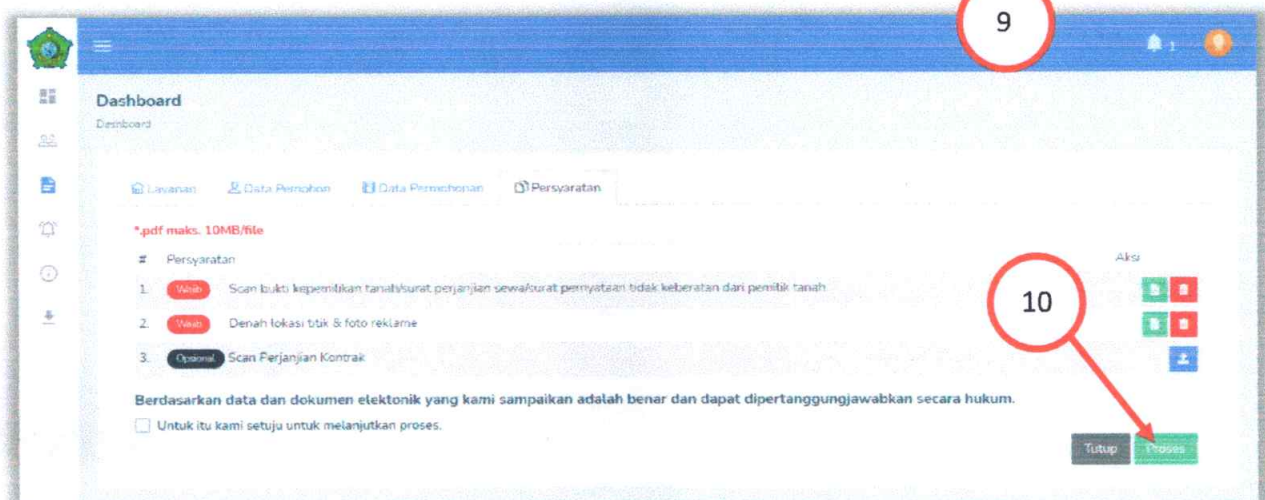 9
1
Dashboard
Dashboard
Layanan Data Pemohon Data Permohonan Persyaratan
*.pdf maks. 10MB/file
# Persyaratan Aksi
1. Wajib Scan bukti kepemilikan tanah/surat perjanjian sewa/surat pernyataan tidak keberatan dari pemilik tanah
10
2. Wajib Denah lokasi titik & foto reklame
3. Opsional Scan Perjanjian Kontrak
Berdasarkan data dan dokumen elektonik yang kami sampaikan adalah benar dan dapat dipertanggungjawabkan secara hukum.
Untuk itu kami setuju untuk melanjutkan proses.
Tutup Proses